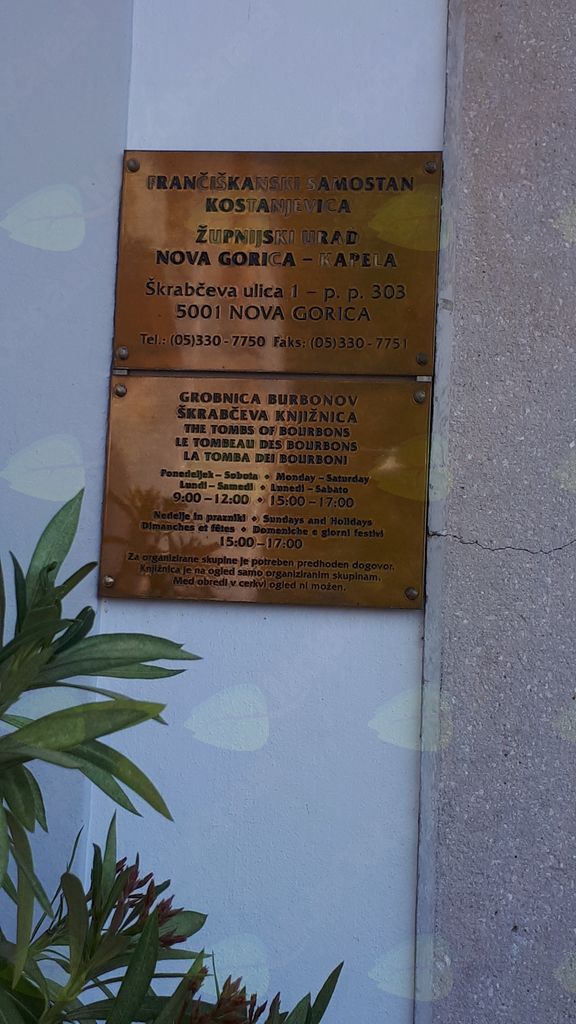 FRANČIŠKANSKI SAMOSTAN
KOSTANJEVICA
ŽUPNIJSKI URAD
NOVA GORICA – KAPELA
Škrabčeva ulica 1 – p. p. 303
5001 NOVA GORICA
Tel.: (05)330-7750 Faks: (05)330-7751
GROBNICA BURBONOV
ŠKRABČEVA KNJIŽNICA
THE TOMBS OF BOURBONS
LE TOMBEAU DES BOURBONS
LA TOMBA DEI BOURBONI
Ponedeljek – Sobota • Monday – Saturday
Lundi – Samedi • Lunedi – Sabato
9:00 – 12:00 • 15:00 – 17:00
Nedelje in prazniki • Sundays and Holidays
Dimanches et fêtes • Domeniche e giorni festivi
15:00 – 17:00
Za organizirane skupine je potreben predhoden dogovor.
Knjižnica je na ogled samo organiziranim skupinam.
Med obredi v cerkvi ogled ni možen.